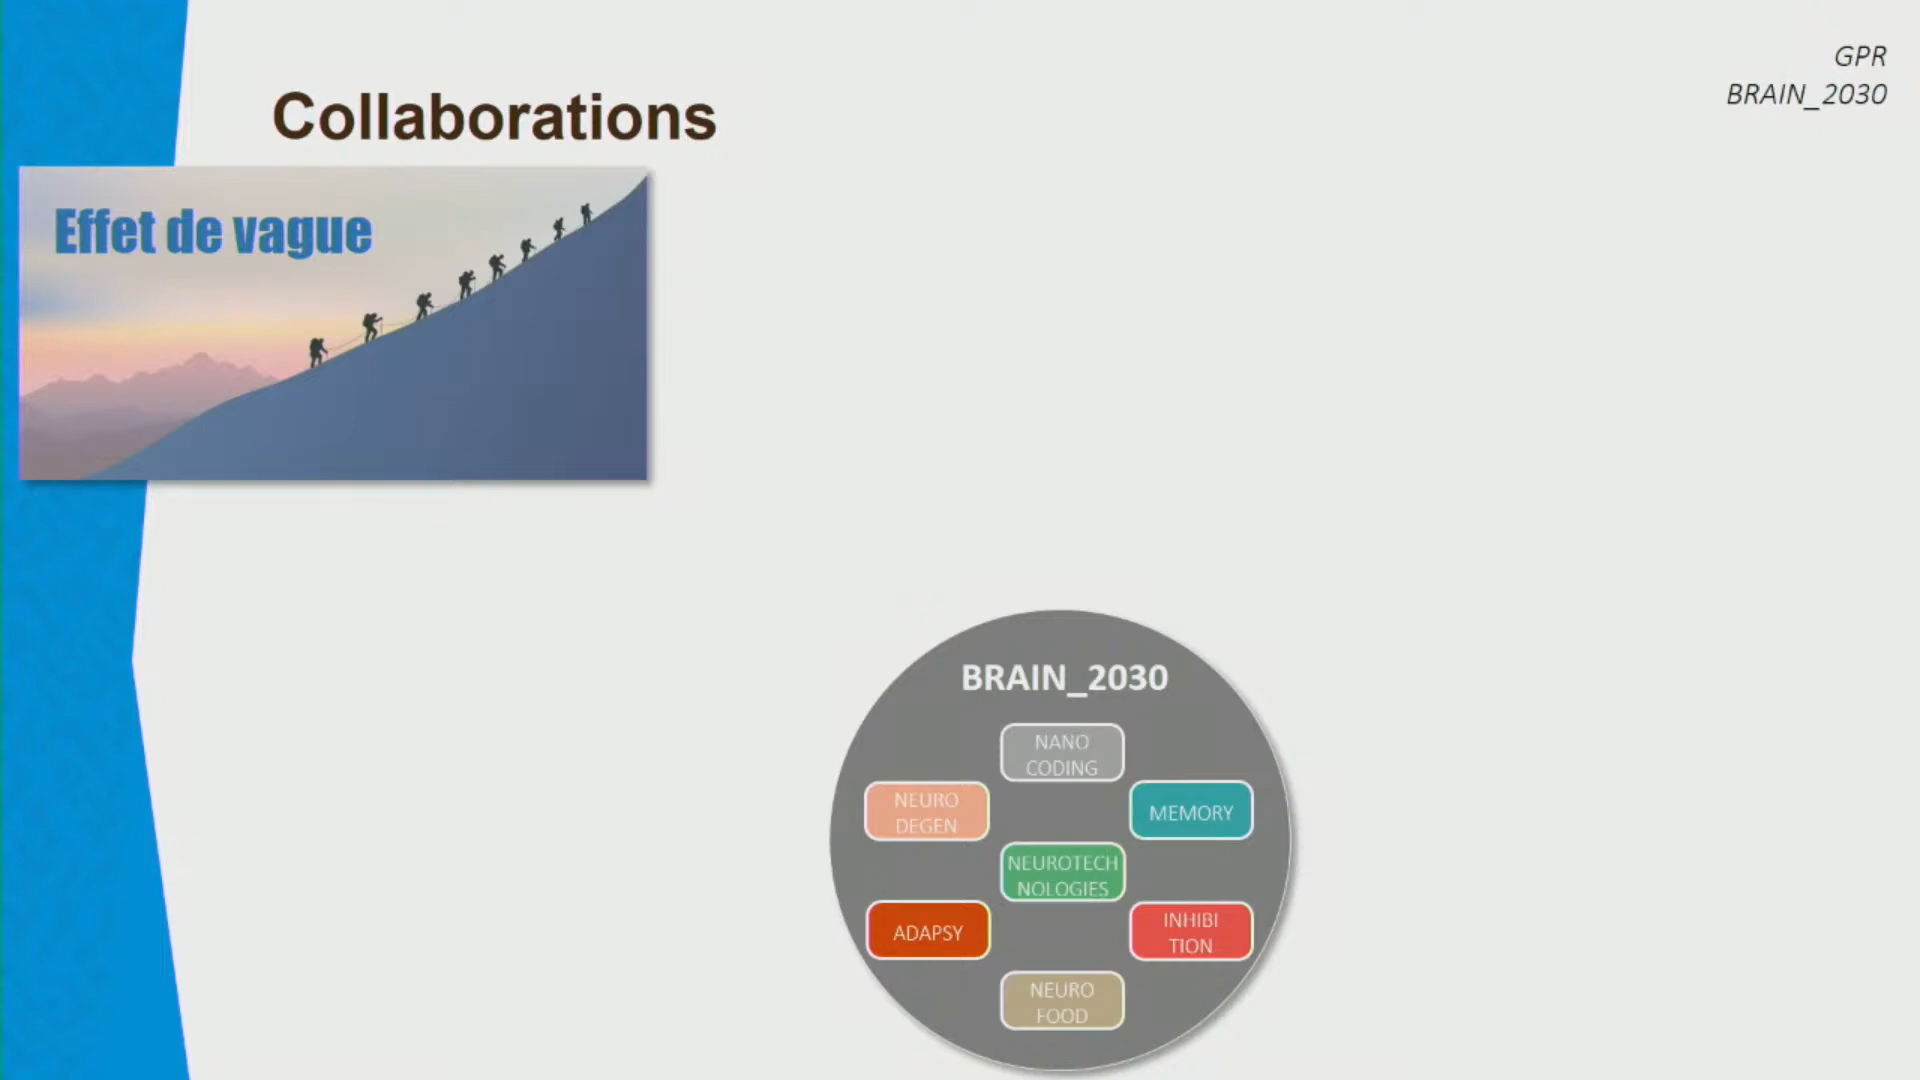 GPR
BRAIN_2030
Collaborations
Effet de vague
BRAIN_2030
NANO
CODING
NEURO
DEGEN
MEMORY
NEUROTECH
NOLOGIES
ADAPSY
INHIBI
TION
NEURO
FOOD